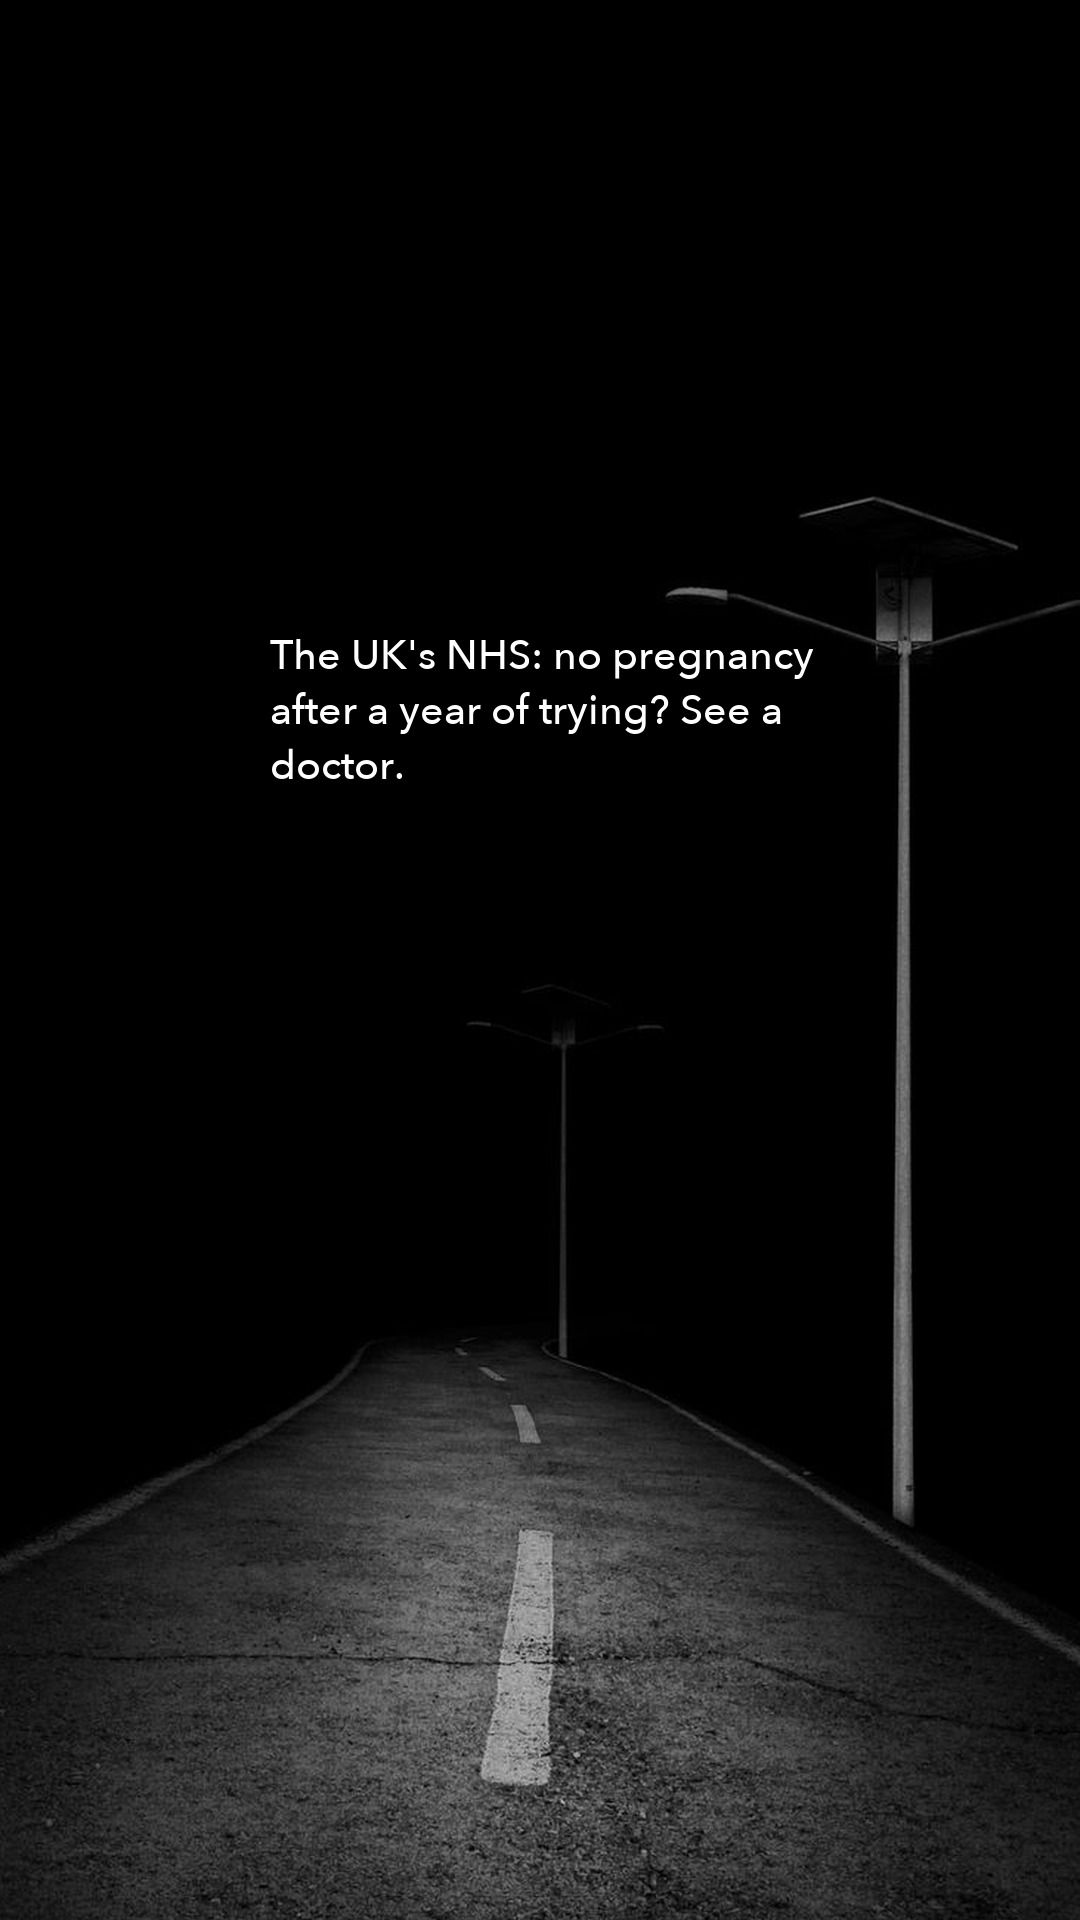 The UK's NHS: no pregnancy
after a year of trying? See a
doctor.